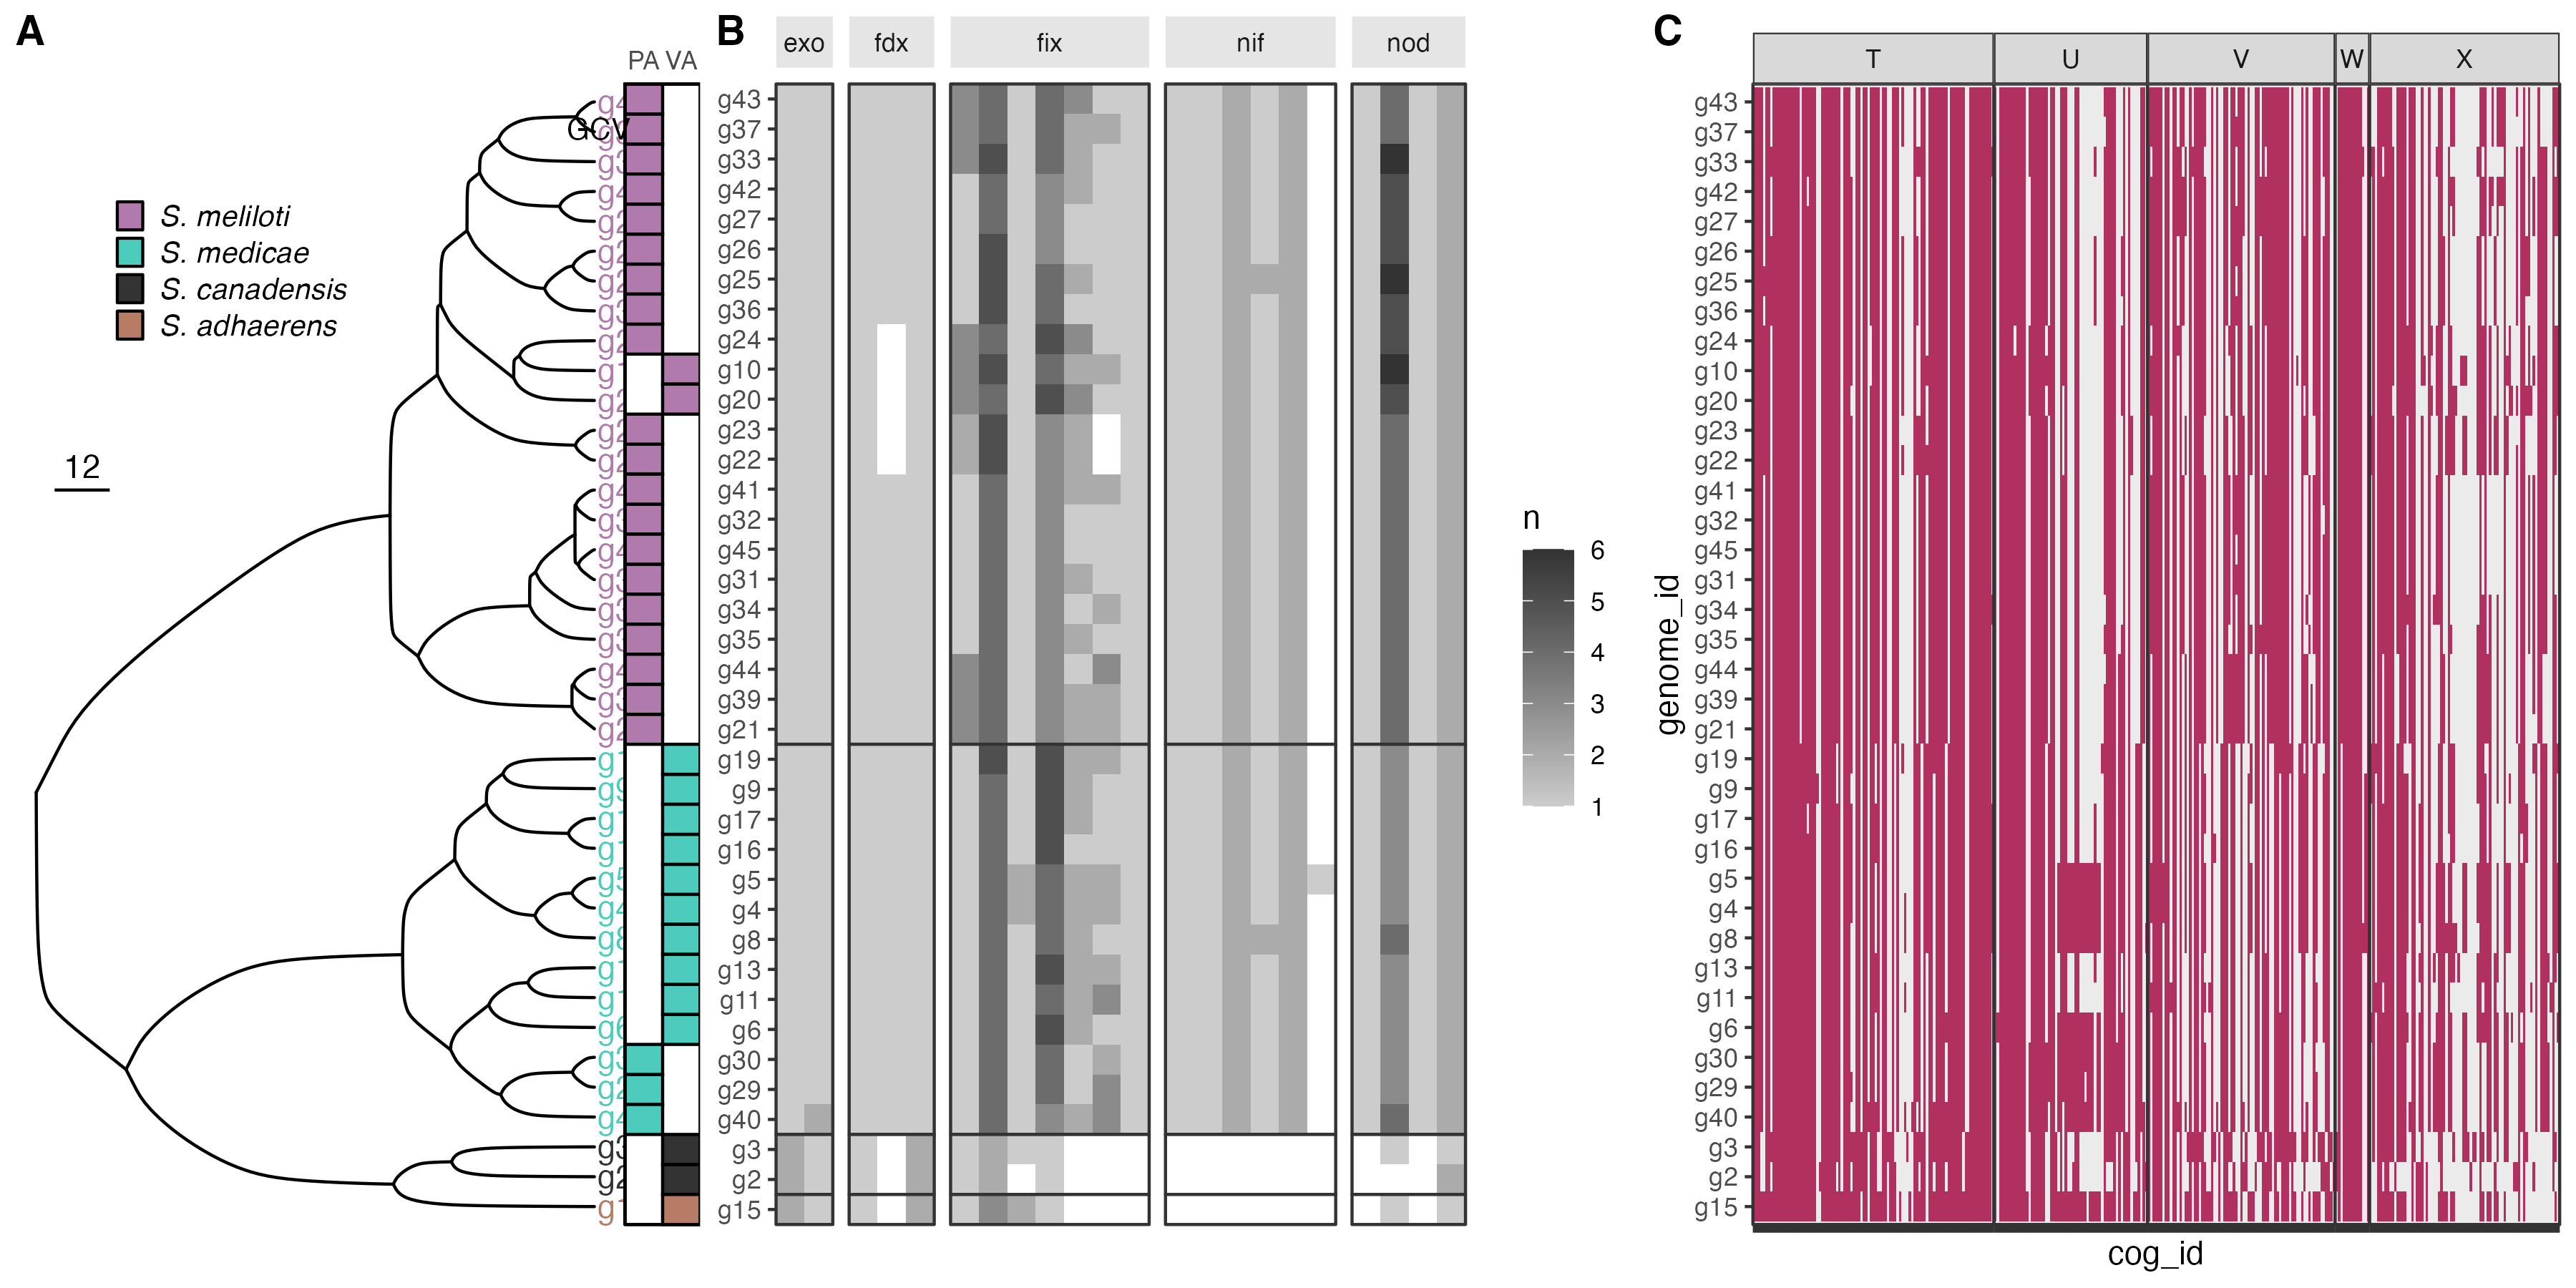 A
PA VA
S. meliloti
S. medicae
S. canadensis
S. adhaerens
12
GCV
B
exo fdx fix nif nod
g43
g37
g33
g42
g27
g26
g25
g36
g24
g10
g20
g23
g22
g41
g32
g45
g31
g34
g35
g44
g39
g21
g19
g9
g17
g16
g5
g4
g8
g13
g11
g6
g30
g29
g40
g3
g2
g15
n
6
5
4
3
2
1
C
T U V W X
genome_id
g43
g37
g33
g42
g27
g26
g25
g36
g24
g10
g20
g23
g22
g41
g32
g45
g31
g34
g35
g44
g39
g21
g19
g9
g17
g16
g5
g4
g8
g13
g11
g6
g30
g29
g40
g3
g2
g15
cog_id